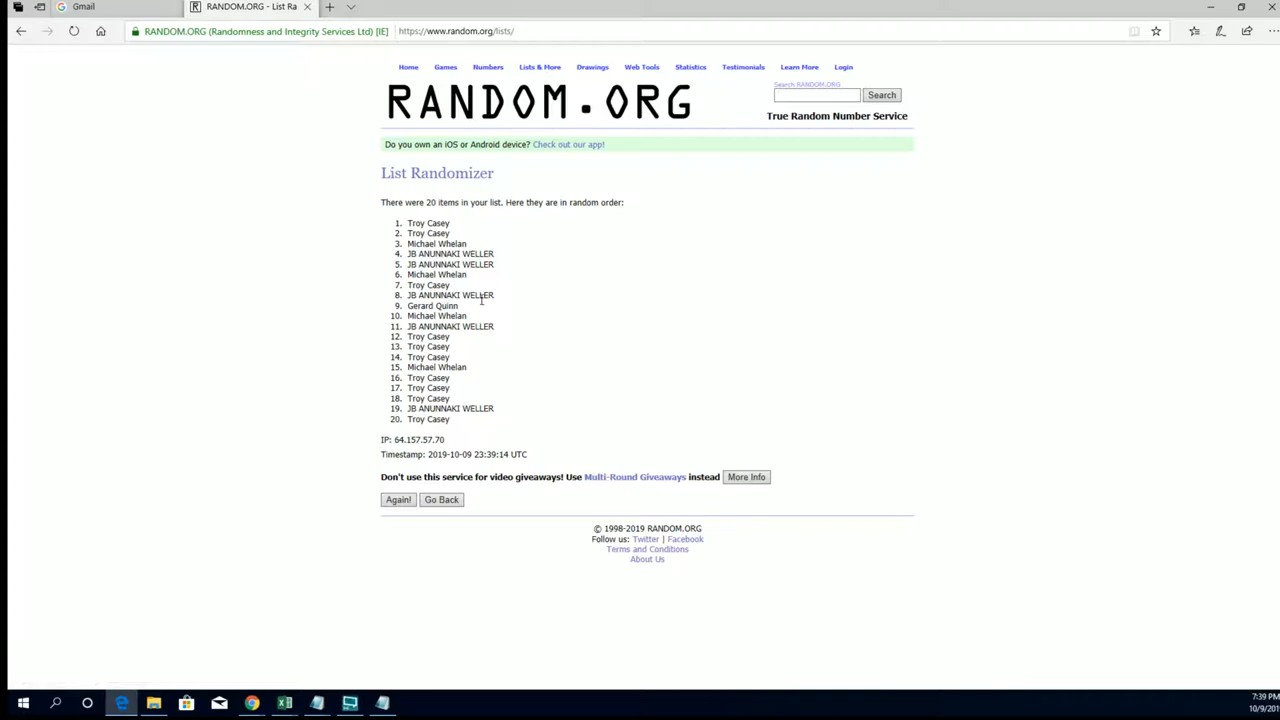 Gmail
RANDOM.ORG - List Ra
RANDOM.ORG (Randomness and Integrity Services Ltd) [IE]
https://www.random.org/lists/
Home Games Numbers Lists & More Drawings Web Tools Statistics Testimonials Learn More Login
RANDOM.ORG
Search RANDOM.ORG
Search
True Random Number Service
Do you own an iOS or Android device? Check out our app!
List Randomizer
There were 20 items in your list. Here they are in random order:
1. Troy Casey
2. Troy Casey
3. Michael Whelan
4. JB ANUNNAKI WELLER
5. JB ANUNNAKI WELLER
6. Michael Whelan
7. Troy Casey
8. JB ANUNNAKI WELLER
9. Gerard Quinn
10. Michael Whelan
11. JB ANUNNAKI WELLER
12. Troy Casey
13. Troy Casey
14. Troy Casey
15. Michael Whelan
16. Troy Casey
17. Troy Casey
18. Troy Casey
19. JB ANUNNAKI WELLER
20. Troy Casey
IP: 64.157.57.70
Timestamp: 2019-10-09 23:39:14 UTC
Don't use this service for video giveaways! Use Multi-Round Giveaways instead More Info
Again! Go Back
© 1998-2019 RANDOM.ORG
Follow us: Twitter | Facebook
Terms and Conditions
About Us
7:39 PM
10/9/201